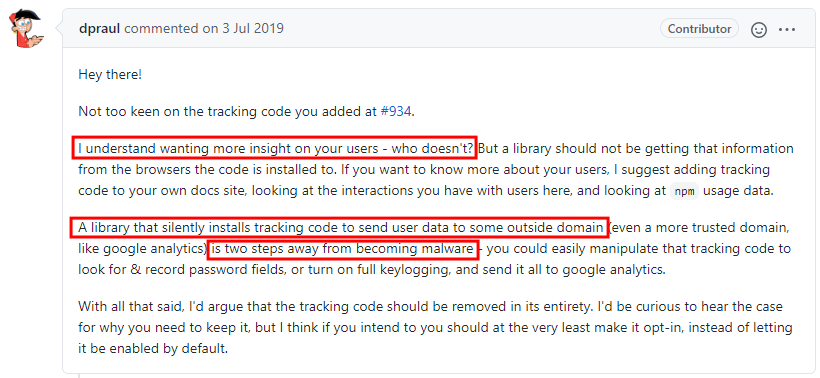 dpraul commented on 3 Jul 2019
Contributor
Hey there!
Not too keen on the tracking code you added at #934.
I understand wanting more insight on your users - who doesn't? But a library should not be getting that information
from the browsers the code is installed to. If you want to know more about your users, I suggest adding tracking
code to your own docs site, looking at the interactions you have with users here, and looking at npm usage data.
A library that silently installs tracking code to send user data to some outside domain (even a more trusted domain,
like google analytics) is two steps away from becoming malware - you could easily manipulate that tracking code to
look for & record password fields, or turn on full keylogging, and send it all to google analytics.
With all that said, I'd argue that the tracking code should be removed in its entirety. I'd be curious to hear the case
for why you need to keep it, but I think if you intend to you should at the very least make it opt-in, instead of letting
it be enabled by default.